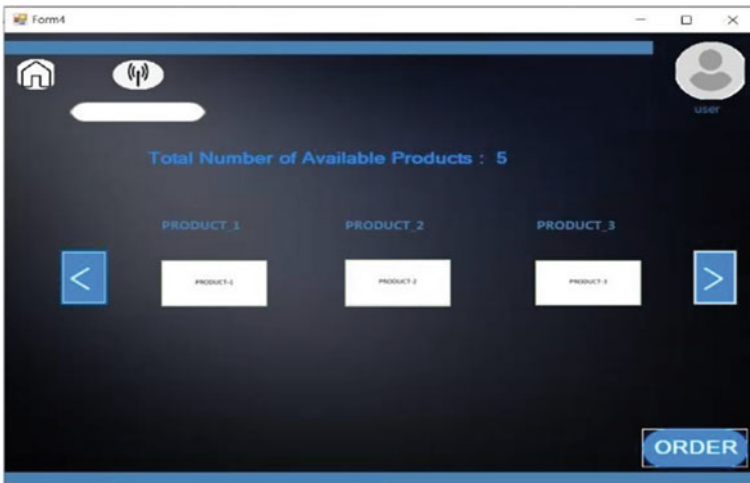 Form4
user
Total Number of Available Products : 5
PRODUCT_1 PRODUCT_2 PRODUCT_3
< PRODUCT-1 PRODUCT-2 PRODUCT-3 >
ORDER